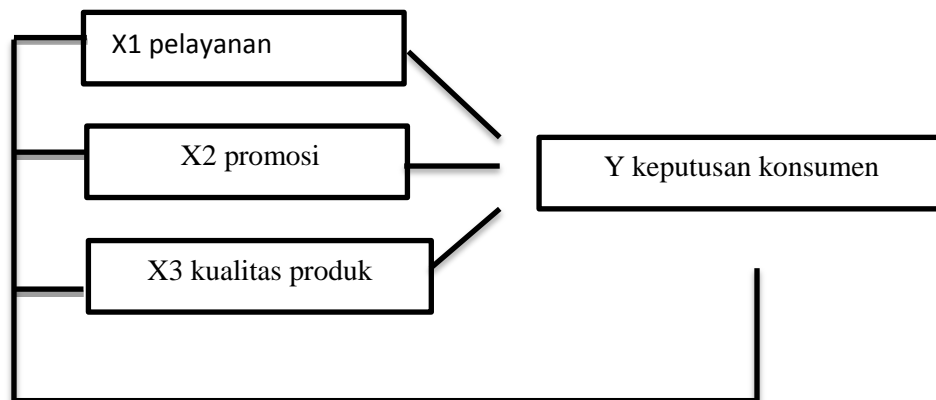 X1 pelayanan
X2 promosi
Y keputusan konsumen
X3 kualitas produk